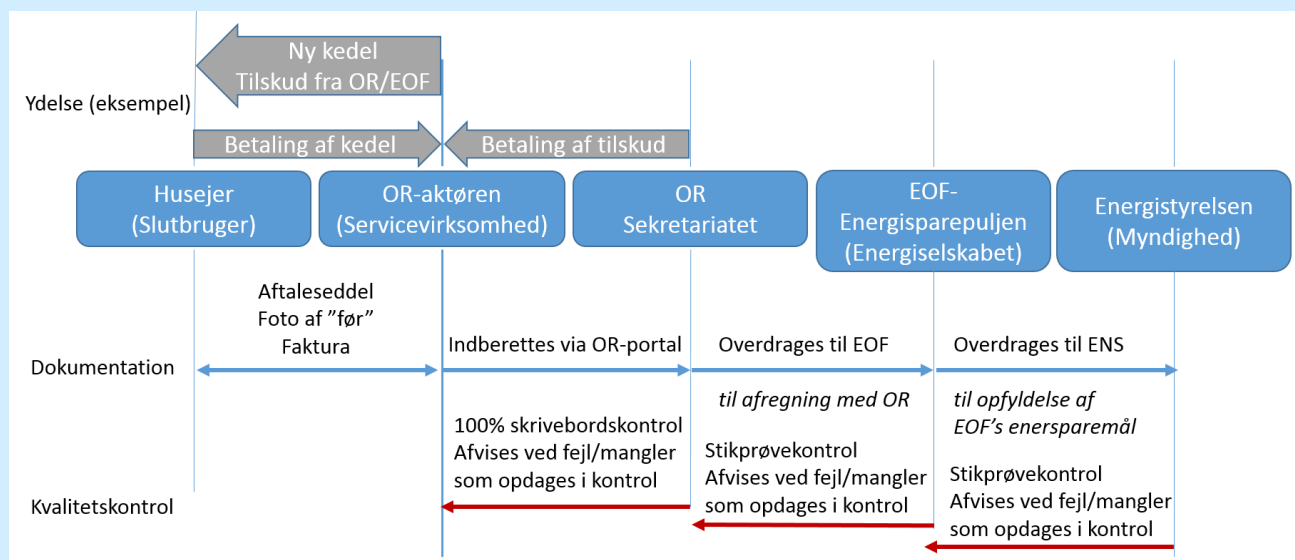 Ny kedel
Tilskud fra OR/EOF
Ydelse (eksempel)
Betaling af kedel
Betaling af tilskud
Husejer
(Slutbruger)
OR-aktøren
(Servicevirksomhed)
OR
Sekretariatet
EOF-
Energisparepuljen
(Energiselskabet)
Energistyrelsen
(Myndighed)
Dokumentation
Aftaleseddel
Foto af ”før”
Faktura
Indberettes via OR-portal
Overdrages til EOF
til afregning med OR
Overdrages til ENS
til opfyldelse af
EOF's enersparemål
Kvalitetskontrol
100% skrivebordskontrol
Afvises ved fejl/mangler
som opdages i kontrol
Stikprøvekontrol
Afvises ved fejl/mangler
som opdages i kontrol
Stikprøvekontrol
Afvises ved fejl/mangler
som opdages i kontrol